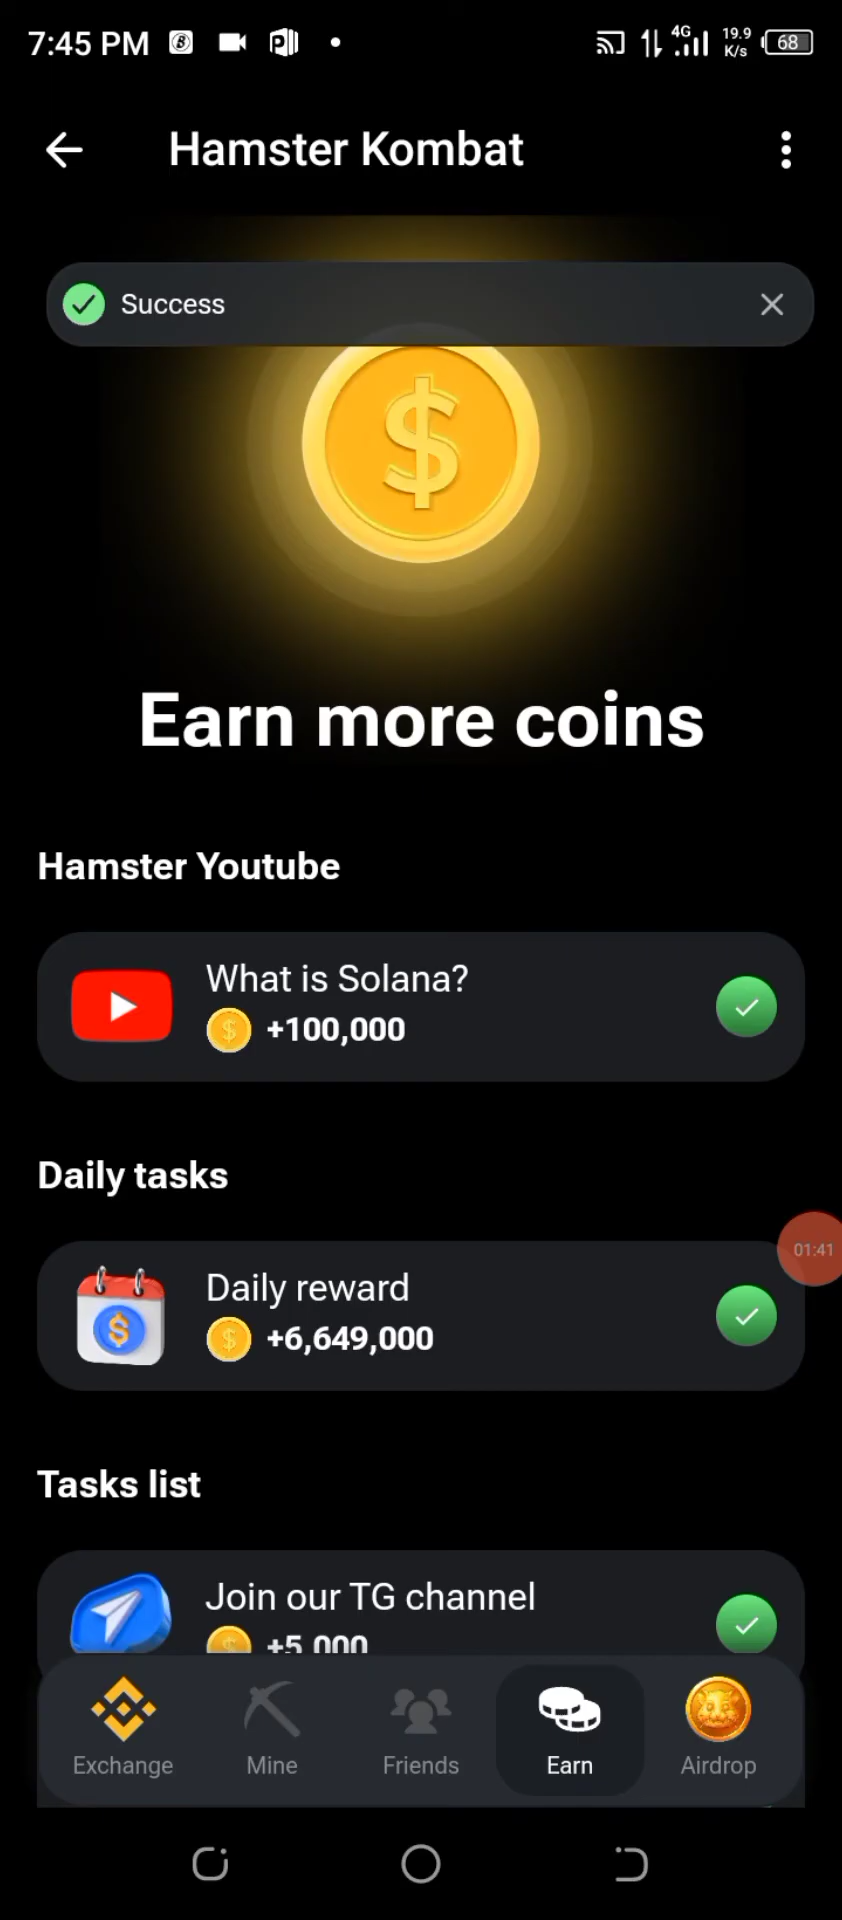 7:45 PM
4G
19.9
K/s
68
Hamster Kombat
Success
$
Earn more coins
Hamster Youtube
What is Solana?
$ +100,000
Daily tasks
01:41
Daily reward
$
$ +6,649,000
Tasks list
Join our TG channel
$ +5,000
Exchange
Mine
Friends
Earn
Airdrop